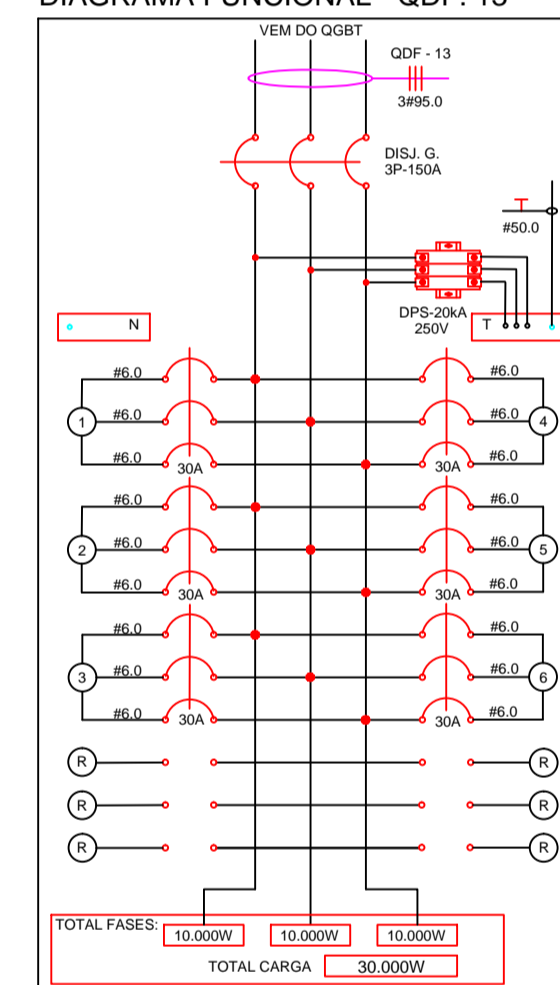 DIAGRAMA FUNCIONAL - QDF: 13
VEM DO QGBT
QDF - 13
3#95.0
DISJ. G.
3P-150A
#50.0
DPS-20kA
250V
N
T
#6.0 #6.0
1 #6.0 #6.0 4
#6.0 30A 30A #6.0
#6.0 #6.0
2 #6.0 #6.0 5
#6.0 30A 30A #6.0
#6.0 #6.0
3 #6.0 #6.0 6
#6.0 30A 30A #6.0
R R
R R
R R
TOTAL FASES: 10.000W 10.000W 10.000W
TOTAL CARGA 30.000W